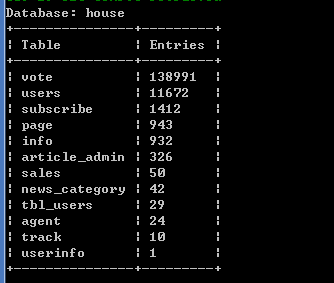 Database: house
+---------------+---------+
| Table | Entries |
+---------------+---------+
| vote | 138991 |
| users | 11672 |
| subscribe | 1412 |
| page | 943 |
| info | 932 |
| article_admin | 326 |
| sales | 50 |
| news_category | 42 |
| tbl_users | 29 |
| agent | 24 |
| track | 10 |
| userinfo | 1 |
+---------------+---------+